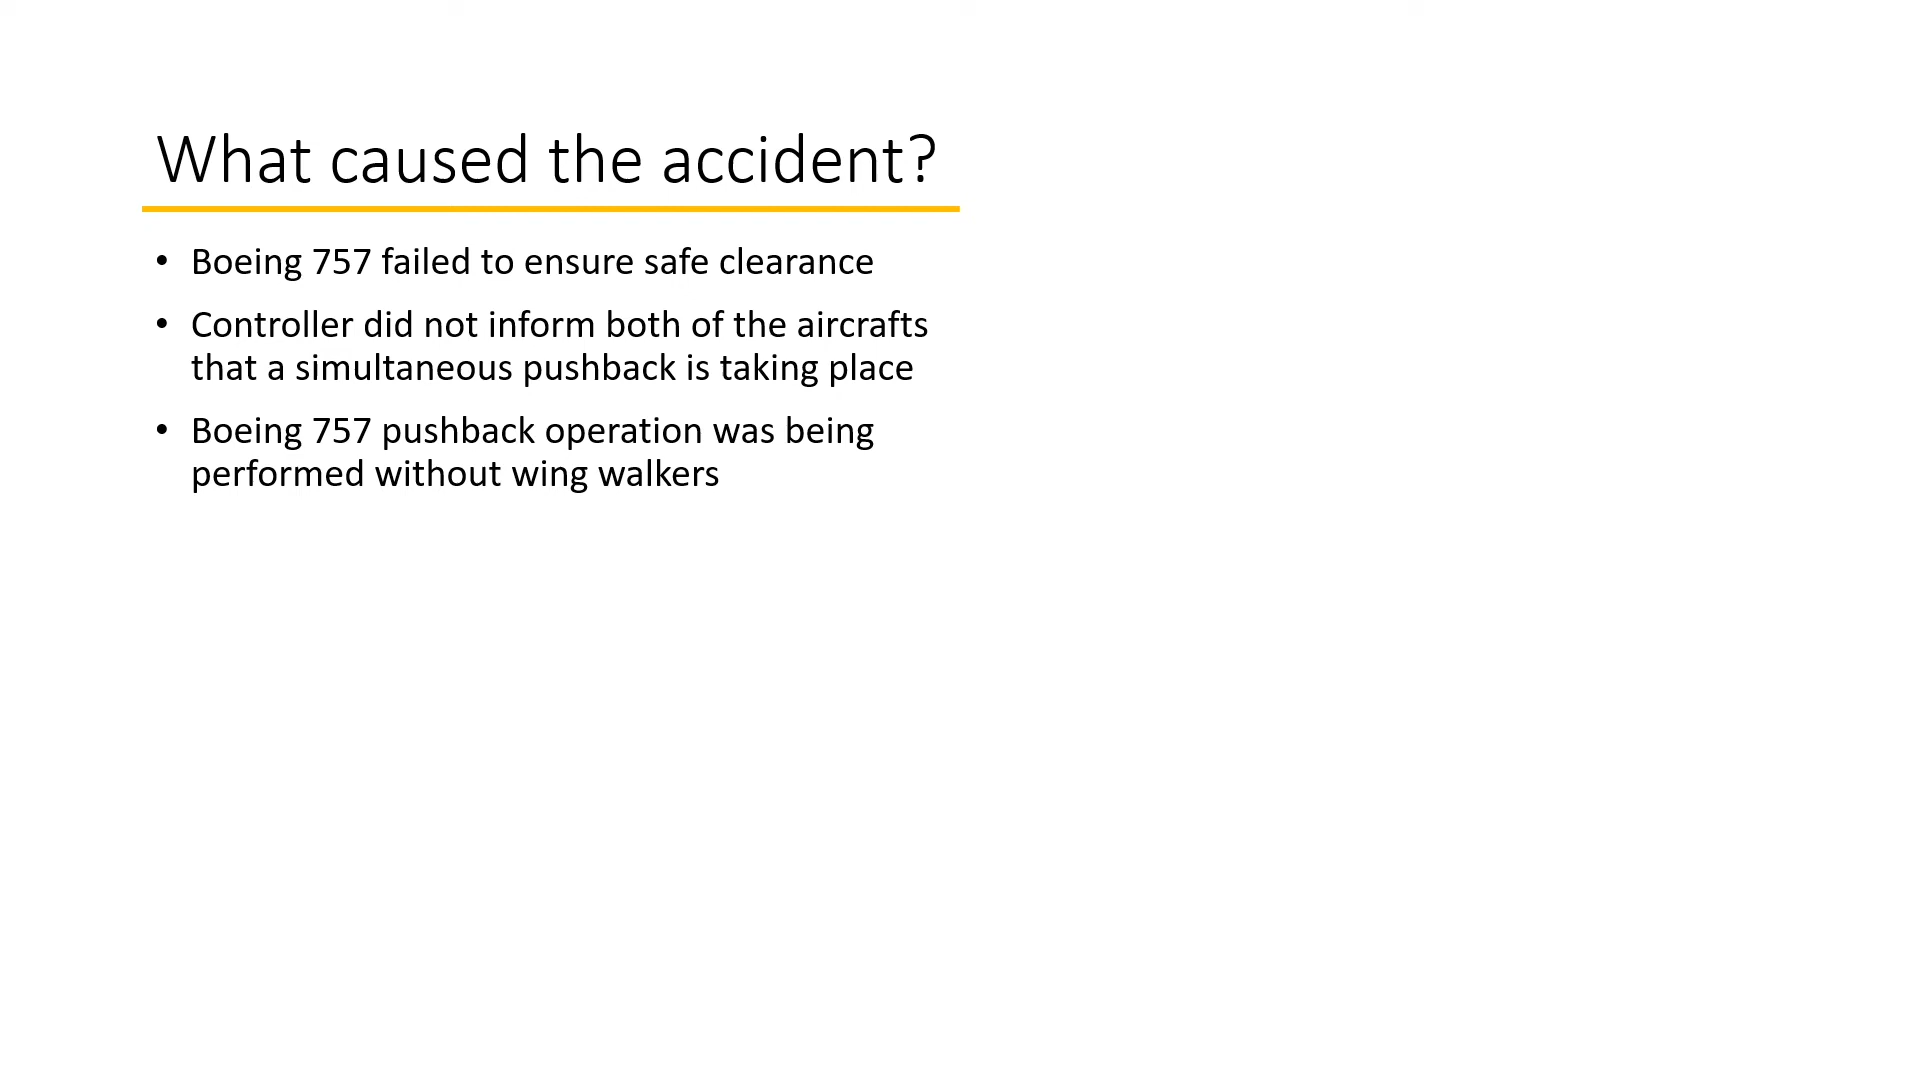 What caused the accident?
• Boeing 757 failed to ensure safe clearance
• Controller did not inform both of the aircrafts
that a simultaneous pushback is taking place
• Boeing 757 pushback operation was being
performed without wing walkers